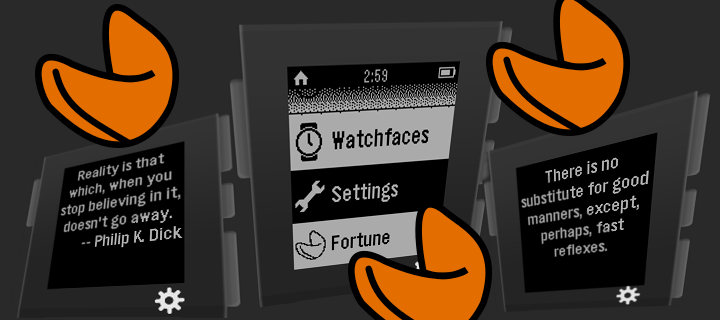 Reality is that
which, when you
stop believing in it,
doesn't go away.
-- Philip K. Dick
2:59
Watchfaces
Settings
Fortune
There is no
substitute for good
manners, except,
perhaps, fast
reflexes.